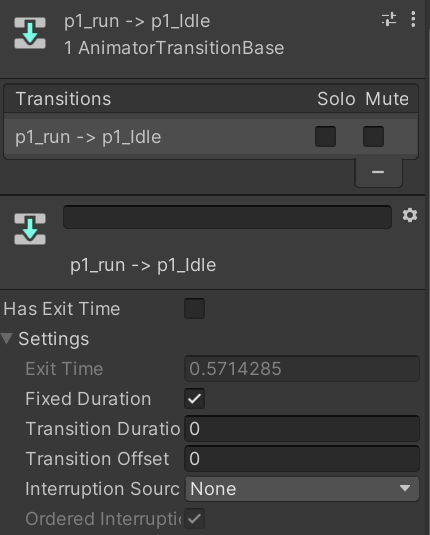 p1_run -> p1_Idle
1 AnimatorTransitionBase
Transitions Solo Mute
p1_run -> p1_Idle
p1_run -> p1_Idle
Has Exit Time
Settings
Exit Time 0.5714285
Fixed Duration
Transition Duratio 0
Transition Offset 0
Interruption Sourc None
Ordered Interrupti